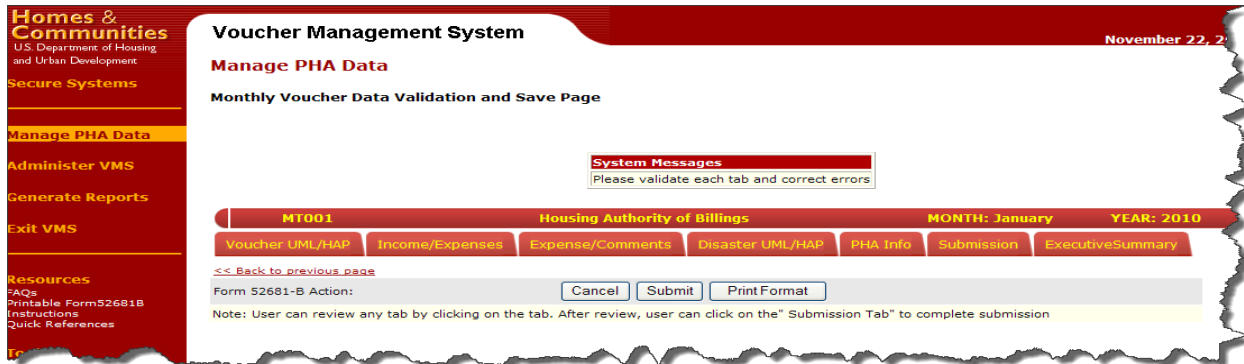 Homes &
Communities
U.S. Department of Housing
and Urban Development
Secure Systems
Manage PHA Data
Administer VMS
Generate Reports
Exit VMS
Resources
FAQs
Printable Form52681B
Instructions
Quick References
Voucher Management System
November 22, 2
Manage PHA Data
Monthly Voucher Data Validation and Save Page
System Messages
Please validate each tab and correct errors
MT001 Housing Authority of Billings MONTH: January YEAR: 2010
Voucher UML/HAP Income/Expenses Expense/Comments Disaster UML/HAP PHA Info Submission ExecutiveSummary
<< Back to previous page
Form 52681-B Action: Cancel Submit Print Format
Note: User can review any tab by clicking on the tab. After review, user can click on the" Submission Tab" to complete submission